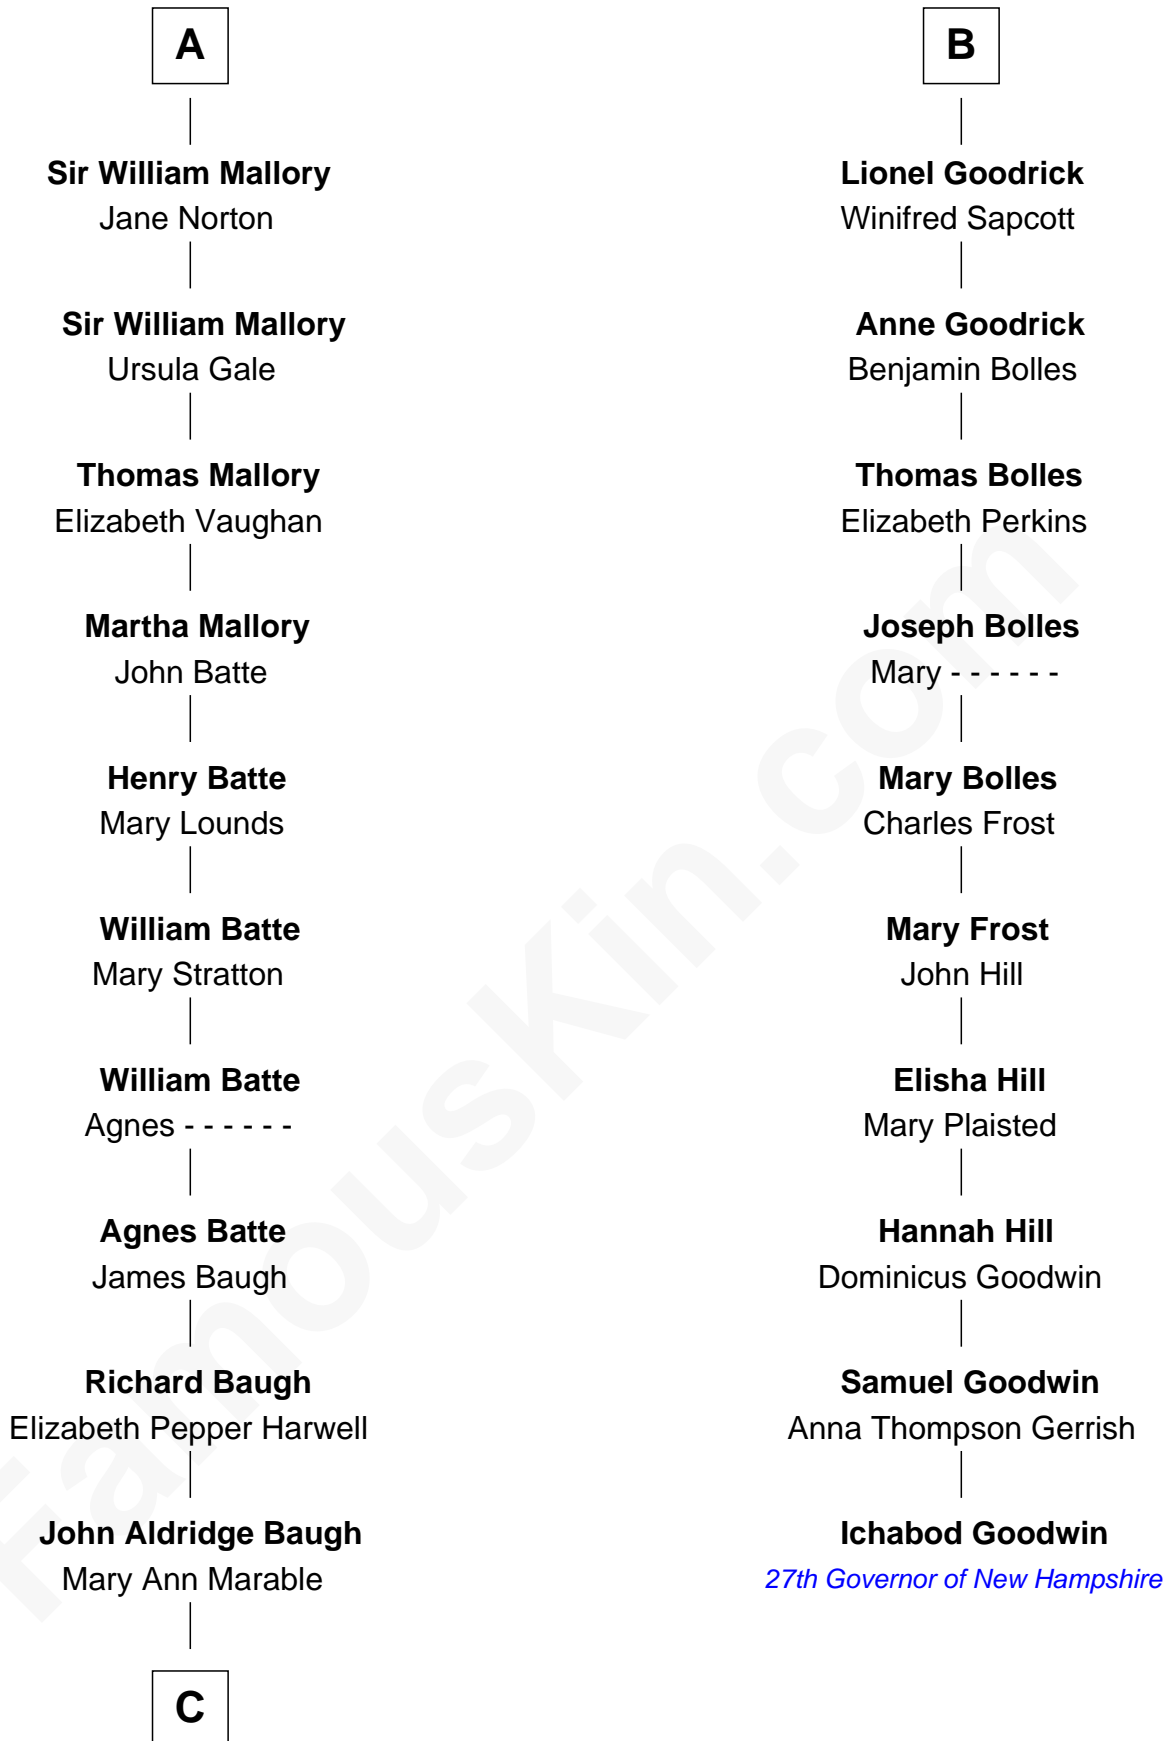 A
Sir William Mallory
Jane Norton
Sir William Mallory
Ursula Gale
Thomas Mallory
Elizabeth Vaughan
Martha Mallory
John Batte
Henry Batte
Mary Lounds
William Batte
Mary Stratton
William Batte
Agnes - - - - - -
Agnes Batte
James Baugh
Richard Baugh
Elizabeth Pepper Harwell
John Aldridge Baugh
Mary Ann Marable
C
B
Lionel Goodrick
Winifred Sapcott
Anne Goodrick
Benjamin Bolles
Thomas Bolles
Elizabeth Perkins
Joseph Bolles
Mary - - - - - -
Mary Bolles
Charles Frost
Mary Frost
John Hill
Elisha Hill
Mary Plaisted
Hannah Hill
Dominicus Goodwin
Samuel Goodwin
Anna Thompson Gerrish
Ichabod Goodwin
27th Governor of New Hampshire
FamousKin.com